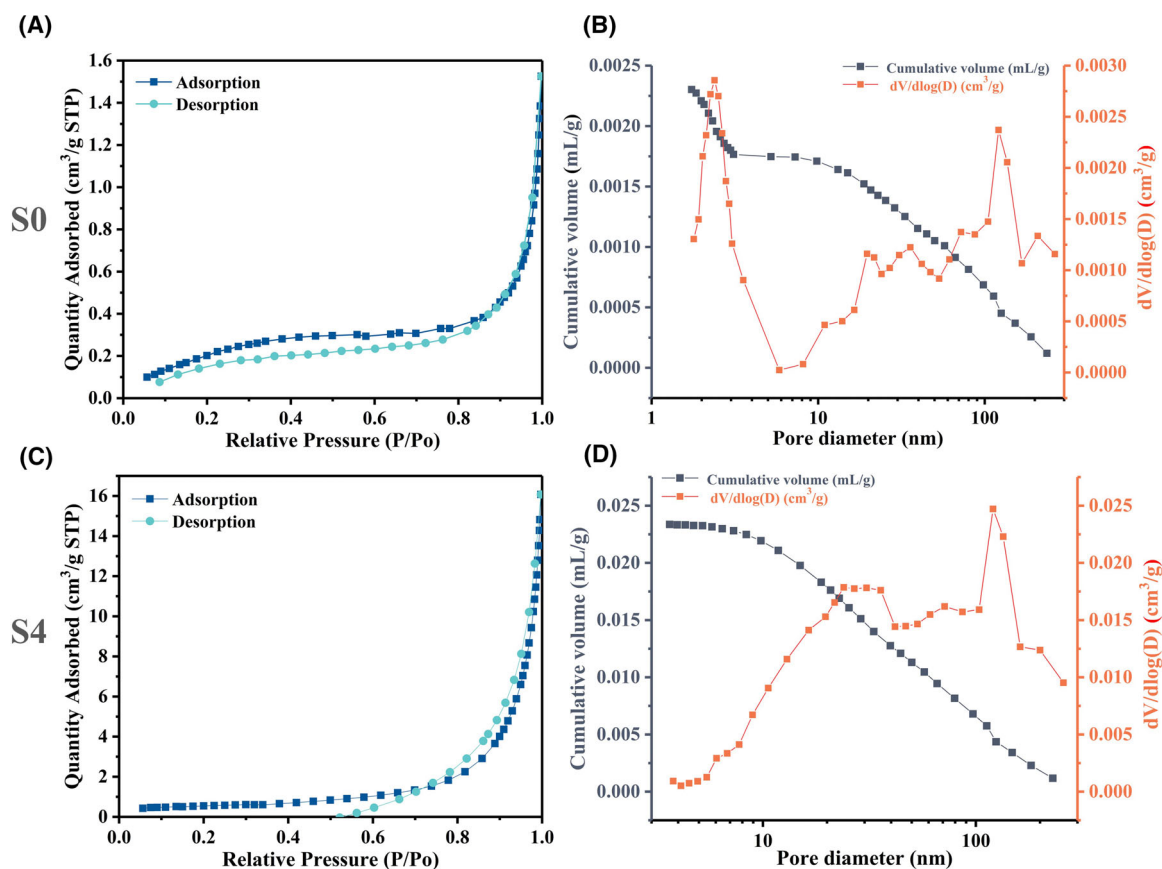 (A)
S0
Quantity Adsorbed (cm³/g STP)
1.6
1.4
1.2
1.0
0.8
0.6
0.4
0.2
0.0
Adsorption
Desorption
0.0 0.2 0.4 0.6 0.8 1.0
Relative Pressure (P/Po)
(B)
Cumulative volume (mL/g)
0.0025
0.0020
0.0015
0.0010
0.0005
0.0000
Cumulative volume (mL/g)
dV/dlog(D) (cm³/g)
0.0030
0.0025
0.0020
0.0015
0.0010
0.0005
0.0000
dV/dlog(D) (cm³/g)
1 10 100
Pore diameter (nm)
(C)
S4
Quantity Adsorbed (cm³/g STP)
16
14
12
10
8
6
4
2
0
Adsorption
Desorption
0.0 0.2 0.4 0.6 0.8 1.0
Relative Pressure (P/Po)
(D)
Cumulative volume (mL/g)
0.025
0.020
0.015
0.010
0.005
0.000
Cumulative volume (mL/g)
dV/dlog(D) (cm³/g)
0.025
0.020
0.015
0.010
0.005
0.000
dV/dlog(D) (cm³/g)
10 100
Pore diameter (nm)